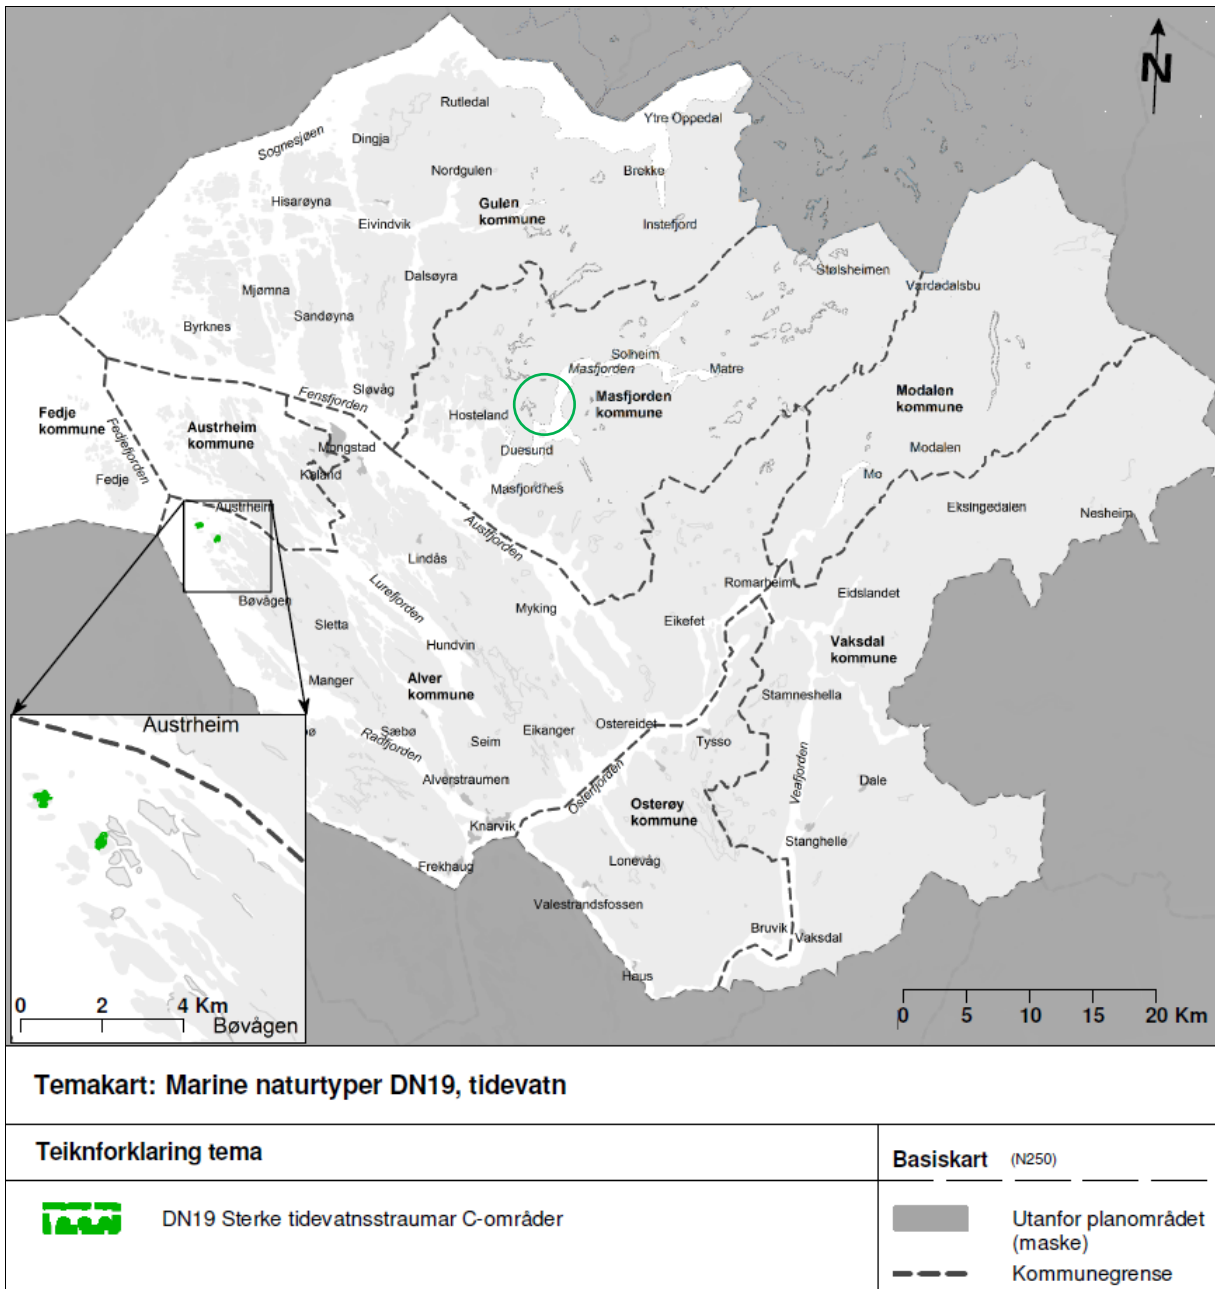 N
Rutledal
Ytre Oppedal
Sognesjøen
Dingja
Nordgulen
Brekke
Hisarøyna
Gulen
kommune
Eivindvik
Instefjord
Dalsøyra
Stølsheimen
Vardadalsbu
Mjømna
Sandøyna
Byrknes
Solheim
Masfjorden
Matre
Sløvåg
Fensfjorden
Masfjorden
kommune
Modalen
kommune
Fedje
kommune
Hosteland
Austrheim
kommune
Fedjefjorden
Mongstad
Duesund
Modalen
Kaland
Mo
Fedje
Masfjordnes
Austrheim
Eksingedalen
Nesheim
Austfjorden
Lindås
Romarheim
Lurefjorden
Eidslandet
Bøvågen
Myking
Sletta
Eikefet
Hundvin
Vaksdal
kommune
Manger
Alver
kommune
Stamneshella
Austrheim
bø
Sæbø
Radfjorden
Seim
Eikanger
Ostereidet
Tysso
Alverstraumen
Osterfjorden
Veafjorden
Dale
Osterøy
kommune
Knarvik
Stanghelle
Frekhaug
Lonevåg
Valestrandsfossen
Bruvik
Vaksdal
Haus
0 2 4 Km
Bøvågen
0 5 10 15 20 Km
Temakart: Marine naturtyper DN19, tidevatn
Teiknforklaring tema
Basiskart (N250)
DN19 Sterke tidevatnsstraumar C-områder
Utanfor planområdet
(maske)
Kommunegrense